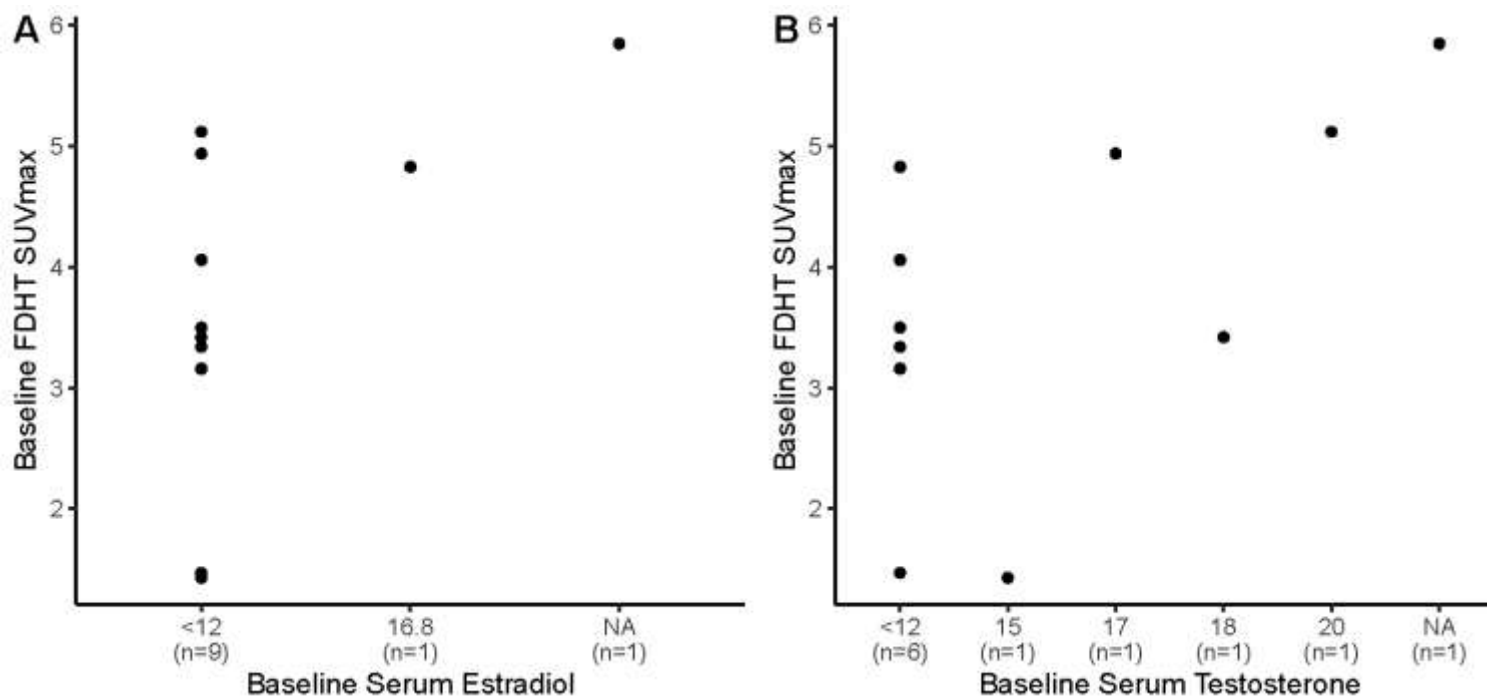 A
6
5
4
3
2
Baseline FDHT SUVmax
<12 16.8 NA
(n=9) (n=1) (n=1)
Baseline Serum Estradiol
B
6
5
4
3
2
Baseline FDHT SUVmax
<12 15 17 18 20 NA
(n=6) (n=1) (n=1) (n=1) (n=1) (n=1)
Baseline Serum Testosterone